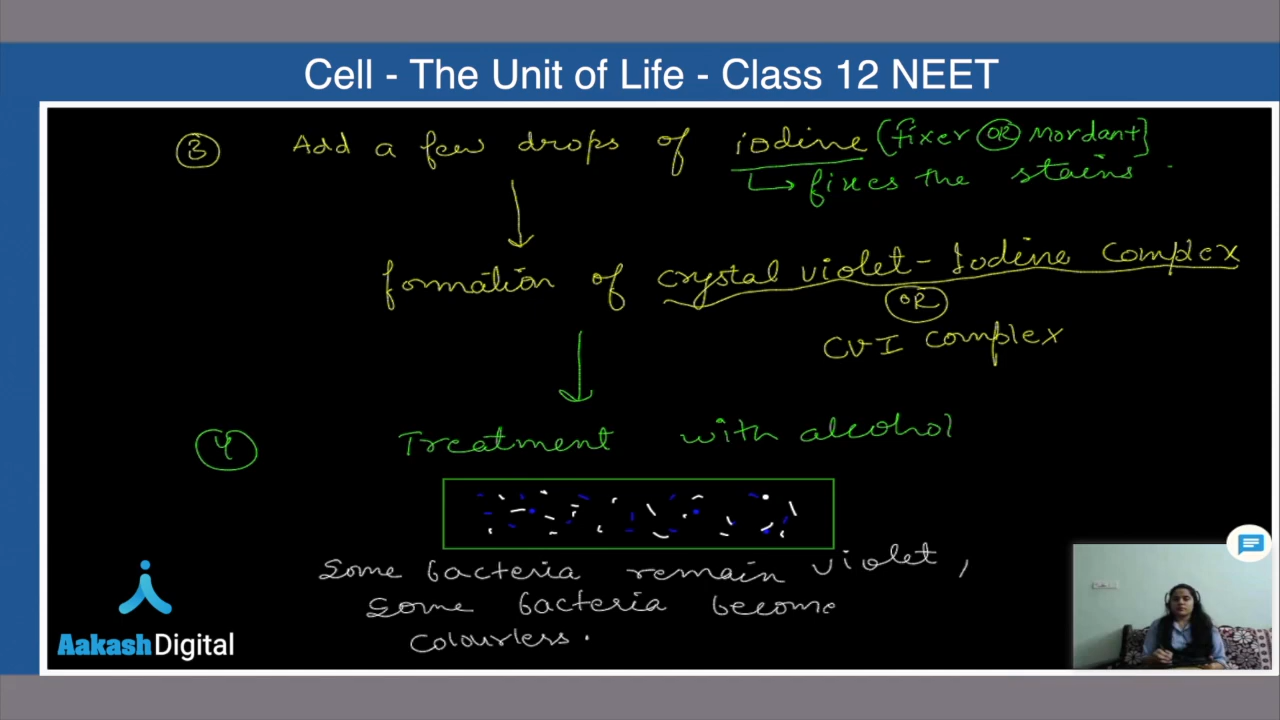 Cell - The Unit of Life - Class 12 NEET
3 Add a few drops of iodine (fixer OR Mordant]
↳ fixes the stains
formation of crystal violet - Iodine complex
OR
CVI complex
4 Treatment with alcohol
Some bacteria remain violet,
Some bacteria become
colourless.
Aakash Digital